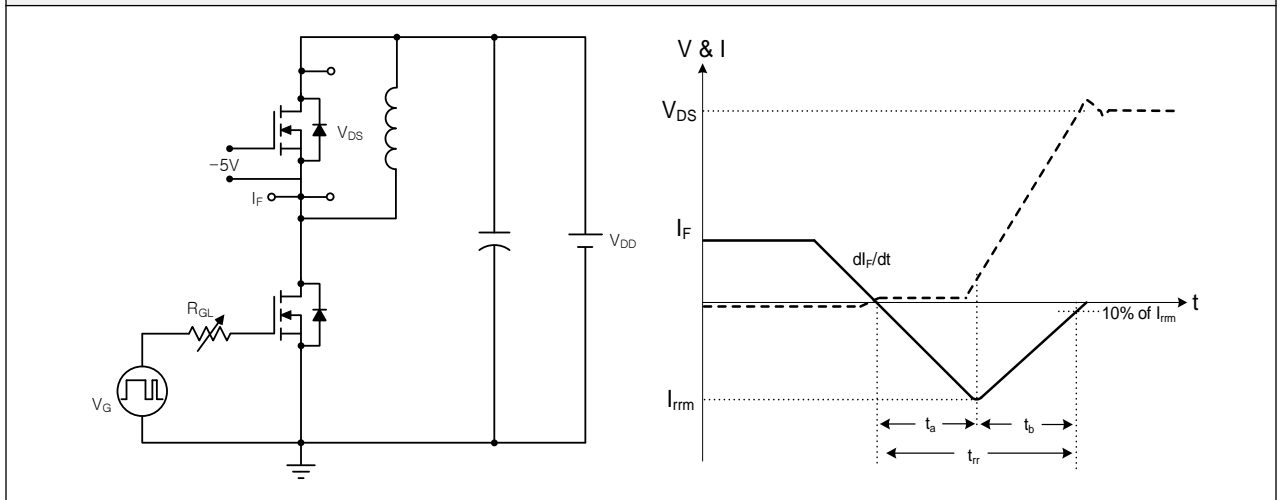 V_DS
−5V
I_F
V_DD
R_GL
V_G
V & I
V_DS
I_F
dI_F/dt
t
10% of I_rrm
I_rrm
t_a
t_b
t_rr